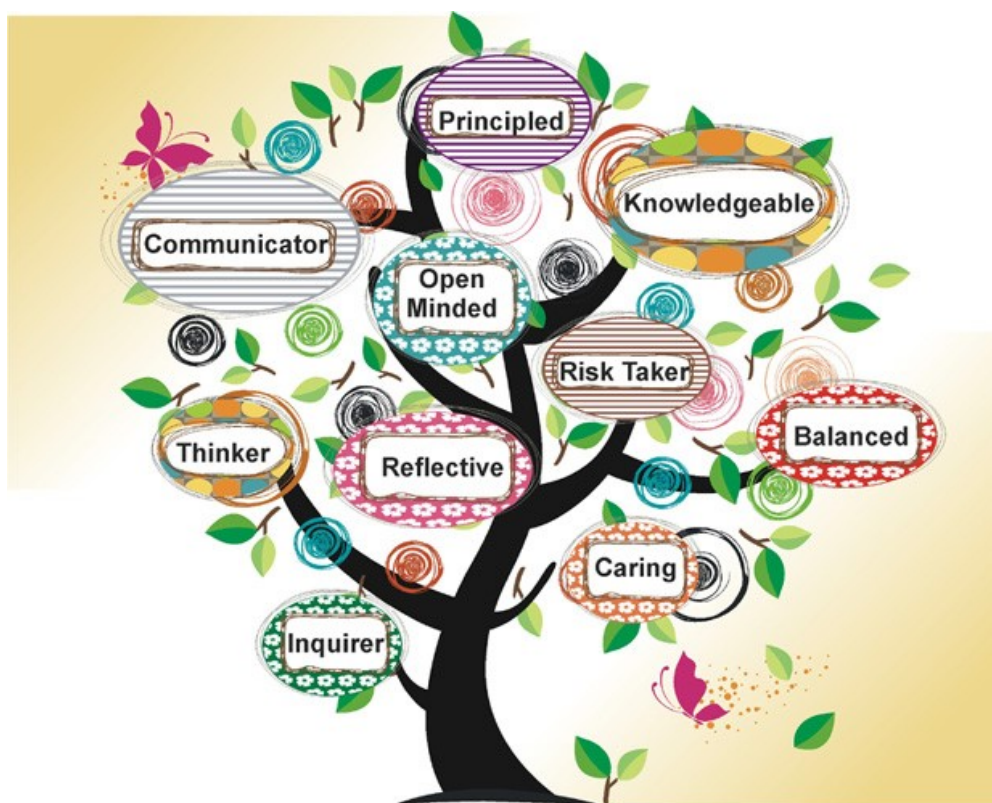 Principled
Knowledgeable
Communicator
Open
Minded
Risk Taker
Balanced
Thinker
Reflective
Caring
Inquirer